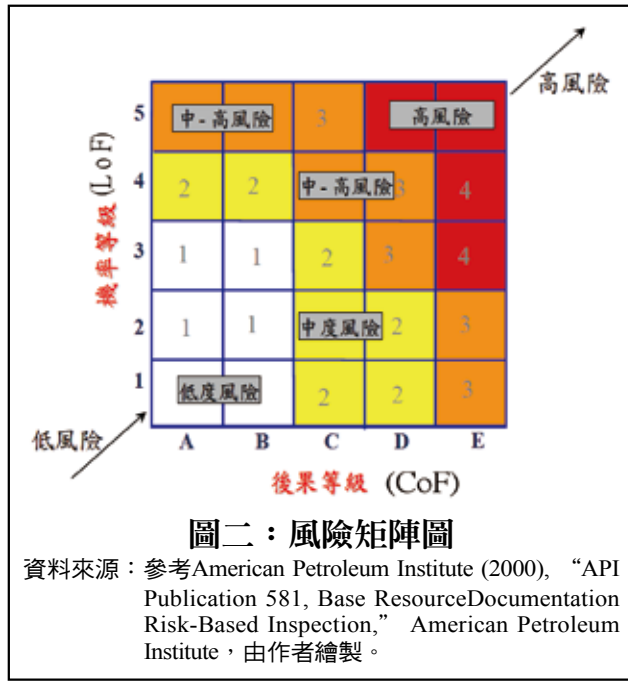 高風險
機率等級 (LoF)
5 中-高風險 3 高風險
4 2 2 中-高風險 3 4
3 1 1 2 3 4
2 1 1 中度風險 2 3
1 低度風險 2 2 3
低風險
A B C D E
後果等級 (CoF)
圖二：風險矩陣圖
資料來源：參考American Petroleum Institute (2000), “API
Publication 581, Base ResourceDocumentation
Risk-Based Inspection,” American Petroleum
Institute，由作者繪製。